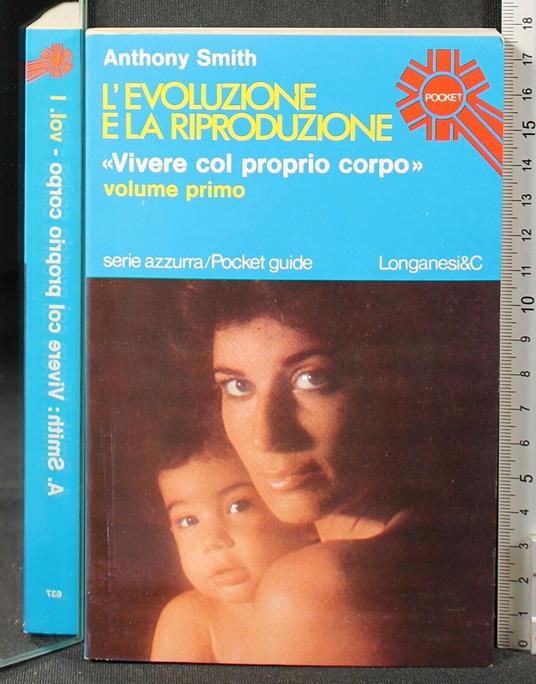 Anthony Smith
L'EVOLUZIONE
E LA RIPRODUZIONE
«Vivere col proprio corpo»
volume primo
POCKET
serie azzurra/Pocket guide
Longanesi&C
A. Smith: Vivere col proprio corpo - vol. I
637
18
17
16
15
14
13
12
11
10
9
8
7
6
5
4
3
2
1
0